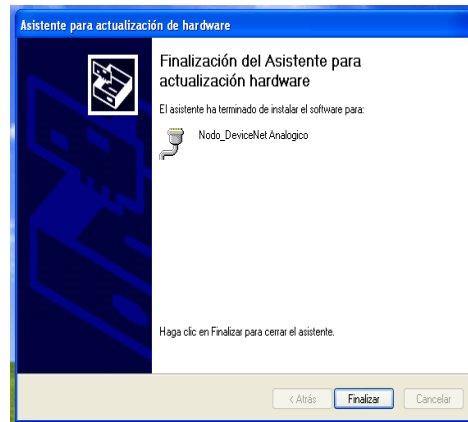 Asistente para actualización de hardware
Finalización del Asistente para
actualización hardware
El asistente ha terminado de instalar el software para:
Nodo_DeviceNet Analogico
Haga clic en Finalizar para cerrar el asistente.
< Atrás
Finalizar
Cancelar